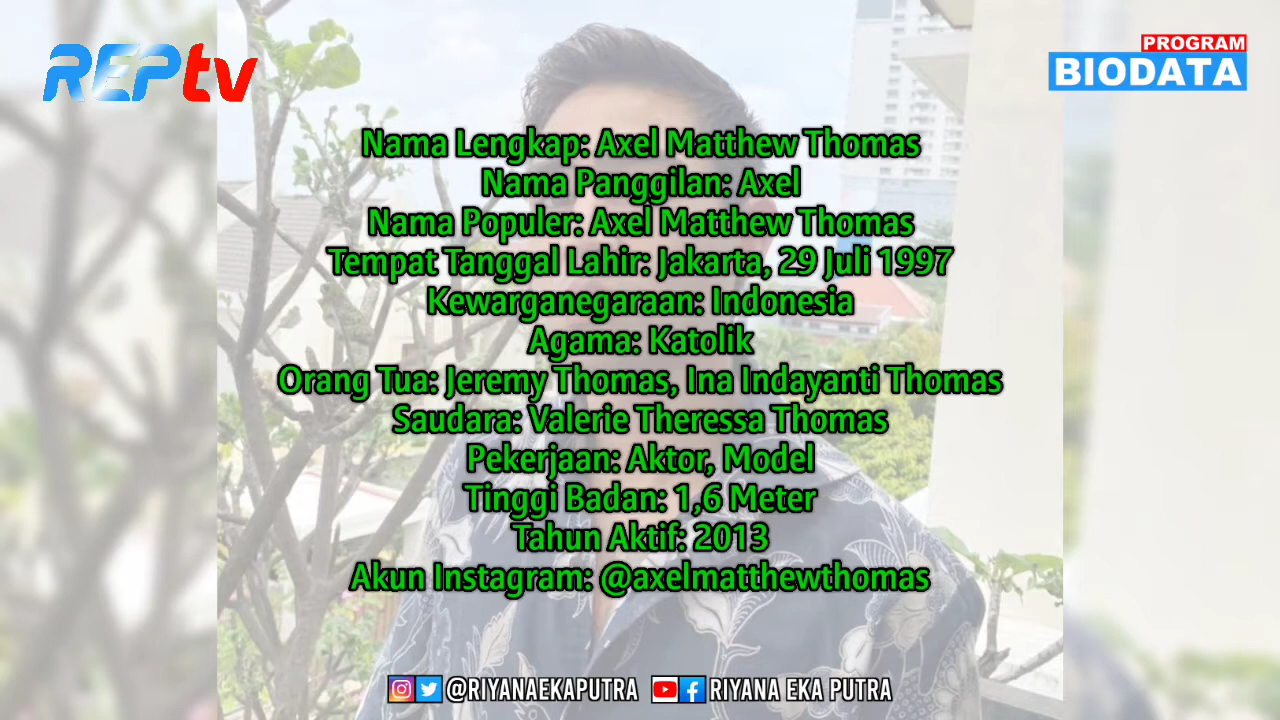 REPtv
PROGRAM
BIODATA
Nama Lengkap: Axel Matthew Thomas
Nama Panggilan: Axel
Nama Populer: Axel Matthew Thomas
Tempat Tanggal Lahir: Jakarta, 29 Juli 1997
Kewarganegaraan: Indonesia
Agama: Katolik
Orang Tua: Jeremy Thomas, Ina Indayanti Thomas
Saudara: Valerie Theressa Thomas
Pekerjaan: Aktor, Model
Tinggi Badan: 1,6 Meter
Tahun Aktif: 2013
Akun Instagram: @axelmatthewthomas
@RIYANAEKAPUTRA RIYANA EKA PUTRA